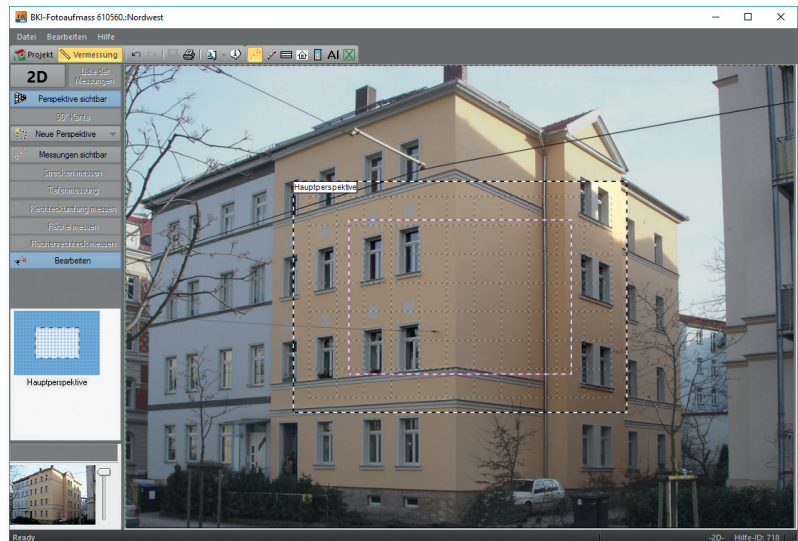 BKI-Fotoaufmass 610560.:Nordwest
Datei Bearbeiten Hilfe
Projekt Vermessung AI
2D Liste der Messungen
Perspektive sichtbar
90° Kante
Neue Perspektive
Messungen sichtbar
Strecken messen
Tiefenmessung
Rechteckumfang messen
Fläche messen
Flächenrechteck messen
Bearbeiten
Hauptperspektive
Hauptperspektive
Ready -2D- Hilfe-ID: 718